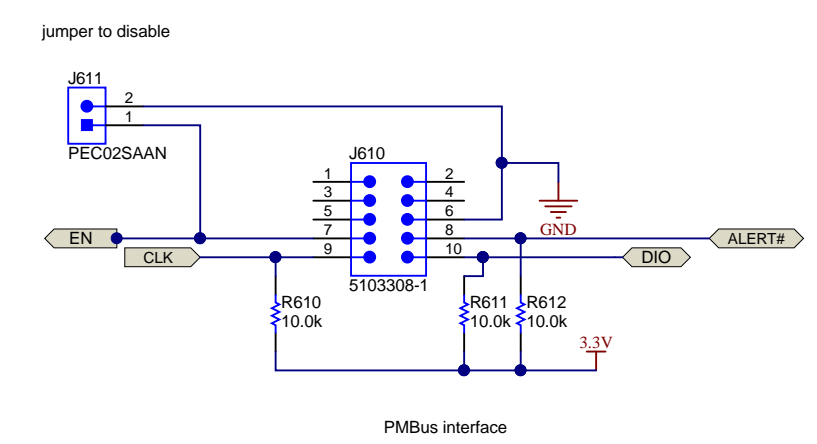 jumper to disable
J611
2
1
PEC02SAAN
J610
1 2
3 4
5 6
7 8
9 10
5103308-1
GND
EN
ALERT#
CLK
DIO
R610
10.0k
R611
10.0k
R612
10.0k
3.3V
PMBus interface